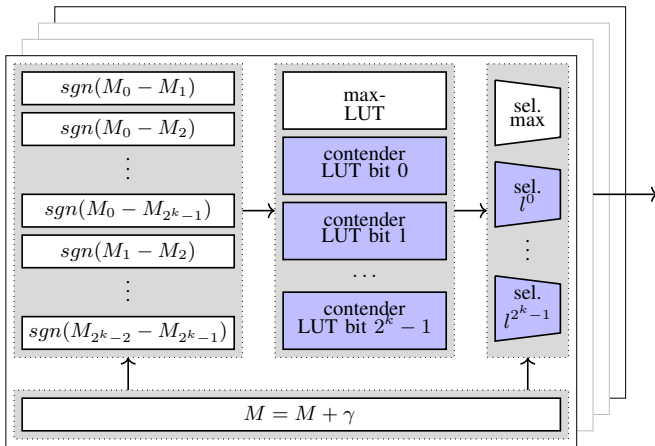 sgn(M_0 − M_1)
sgn(M_0 − M_2)
⋮
sgn(M_0 − M_{2^k−1})
sgn(M_1 − M_2)
⋮
sgn(M_{2^k−2} − M_{2^k−1})
max-
LUT
contender
LUT bit 0
contender
LUT bit 1
...
contender
LUT bit 2^k − 1
sel.
max
sel.
l^0
⋮
sel.
l^{2^k−1}
M = M + γ